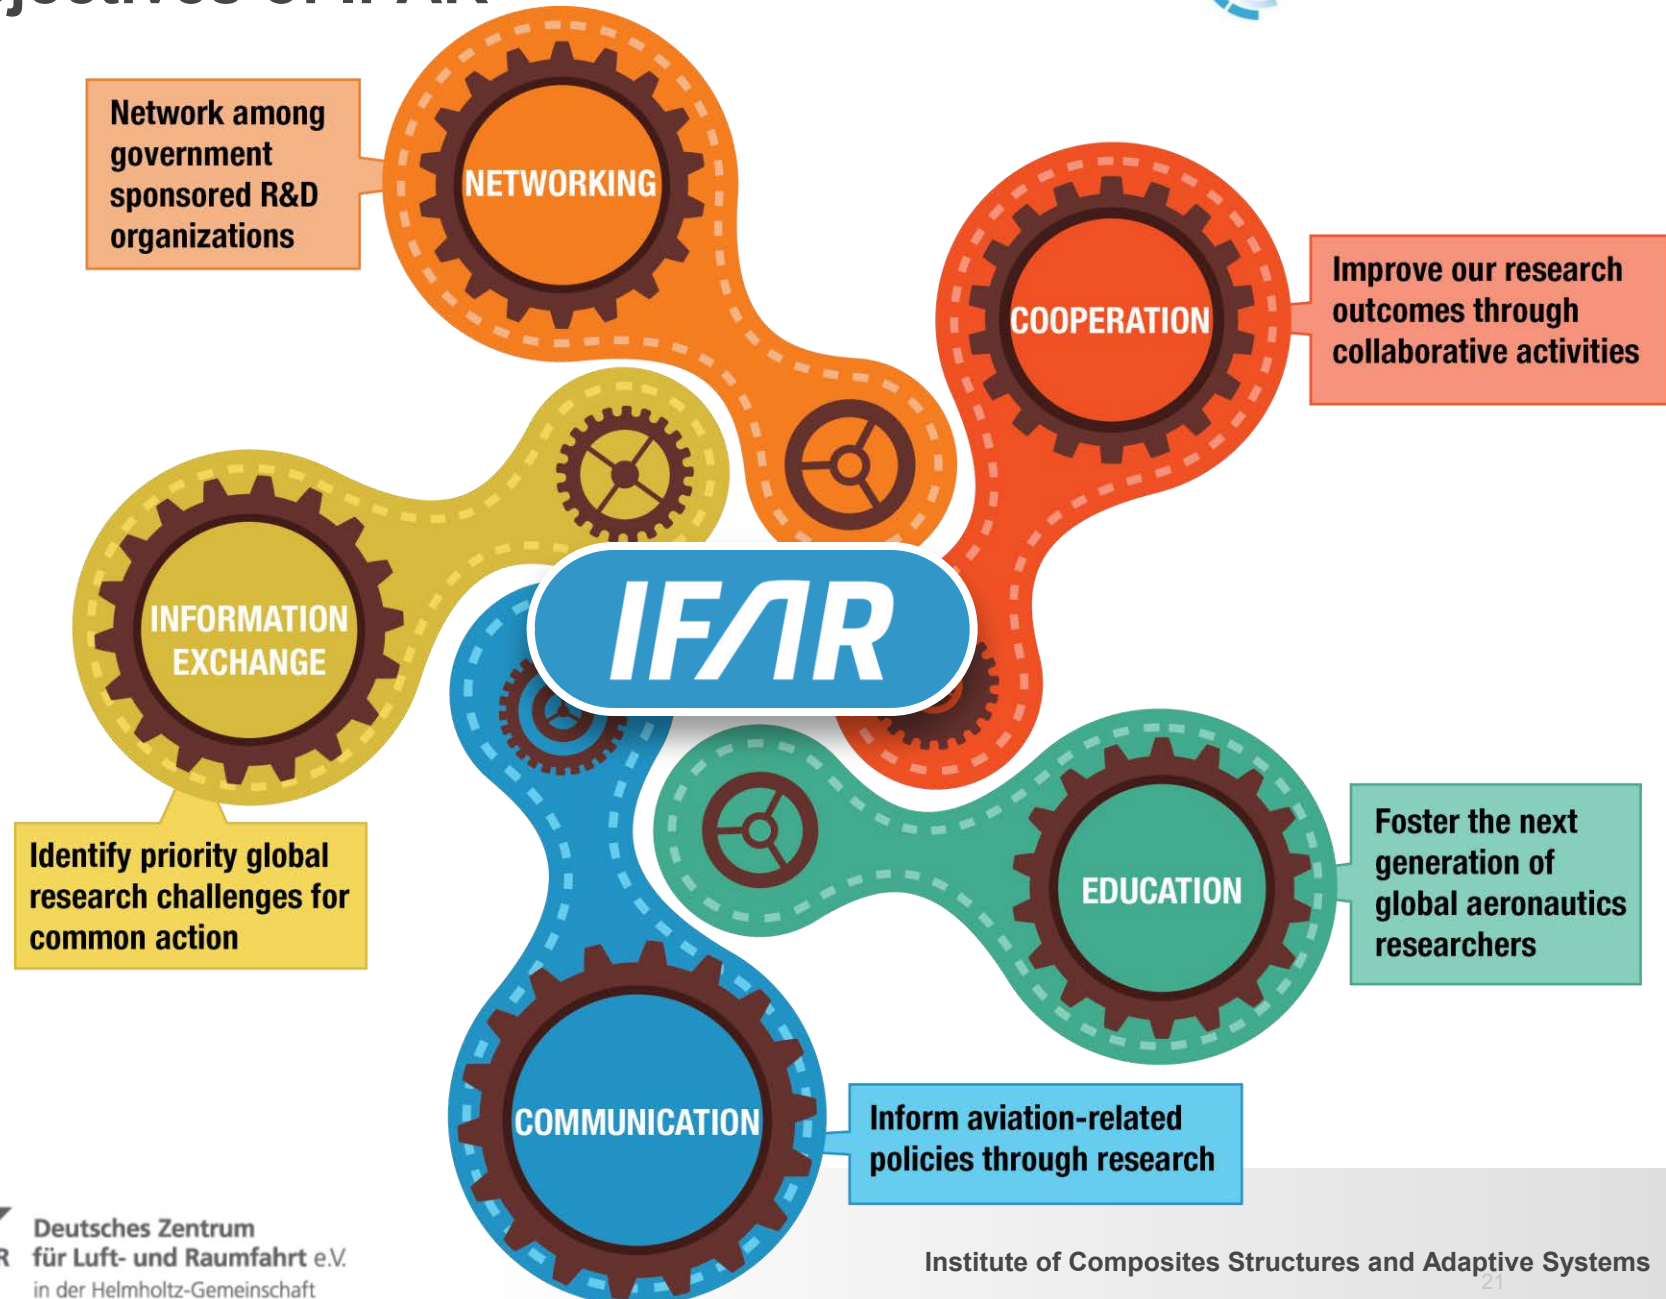 of IFAR
Network among
government
sponsored R&D
organizations
NETWORKING
COOPERATION
Improve our research
outcomes through
collaborative activities
INFORMATION
EXCHANGE
IFAR
Identify priority global
research challenges for
common action
EDUCATION
Foster the next
generation of
global aeronautics
researchers
COMMUNICATION
Inform aviation-related
policies through research
Deutsches Zentrum
R für Luft- und Raumfahrt e.V.
in der Helmholtz-Gemeinschaft
Institute of Composites Structures and Adaptive Systems
21